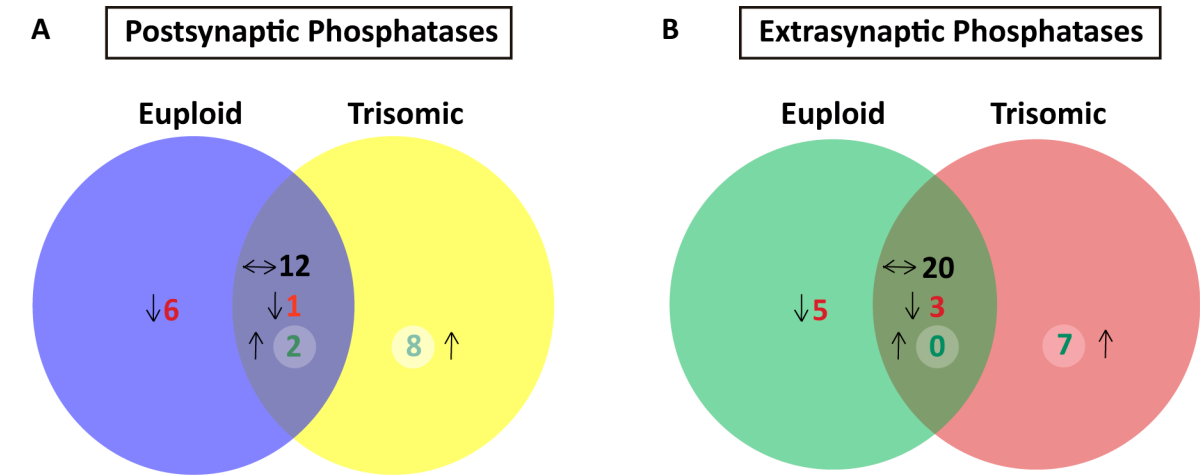 A
Postsynaptic Phosphatases
Euploid
Trisomic
↔12
↓6
↓1
↑ 2
8 ↑
B
Extrasynaptic Phosphatases
Euploid
Trisomic
↔20
↓5
↓3
↑ 0
7 ↑